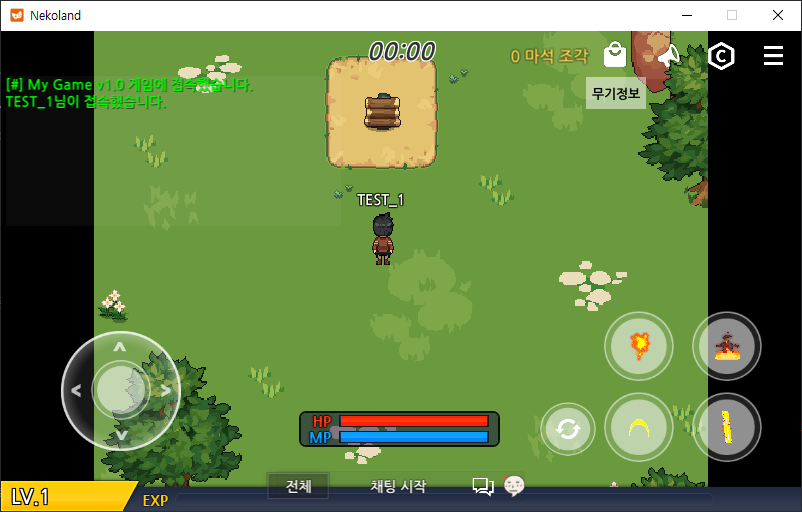 Nekoland
00:00
0 마석 조각
[#] My Game v1.0 게임에 접속했습니다.
TEST_1님이 접속했습니다.
무기정보
TEST_1
HP
MP
전체
채팅 시작
LV.1
EXP